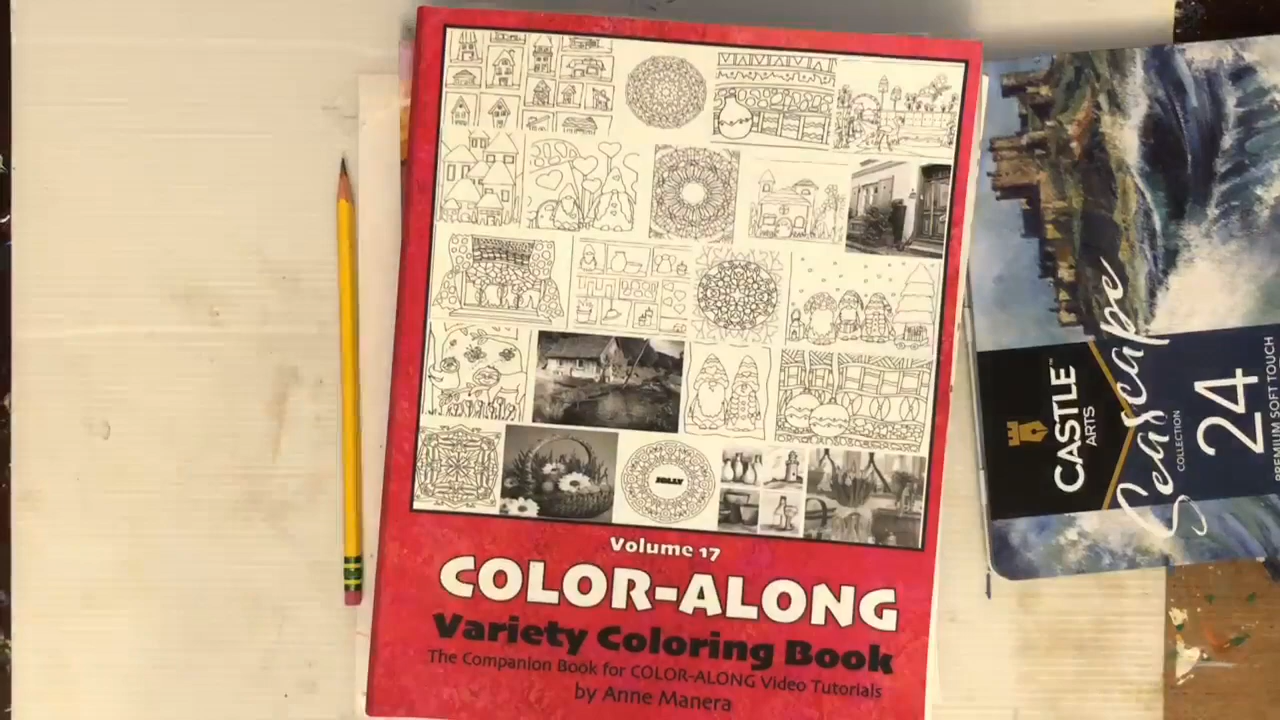 JOLLY
Volume 17
COLOR-ALONG
Variety Coloring Book
The Companion Book for COLOR-ALONG Video Tutorials
by Anne Manera
CASTLE™
ARTS
Seascape
COLLECTION
24
PREMIUM SOFT TOUCH